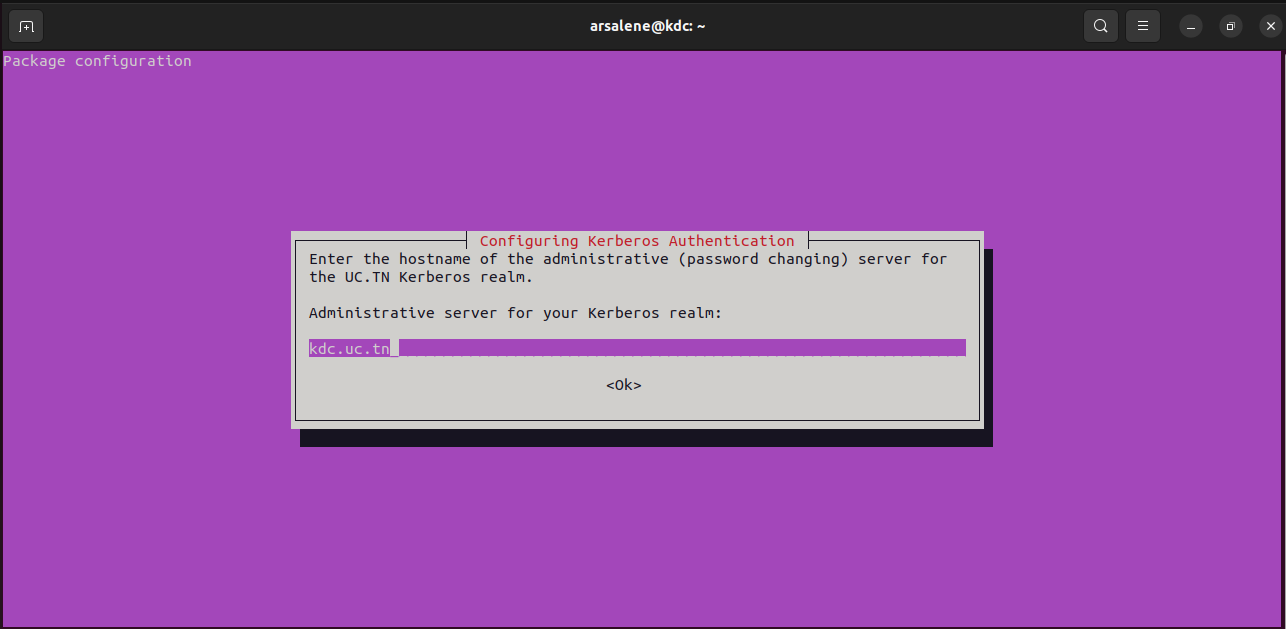 arsalene@kdc: ~
Package configuration
Configuring Kerberos Authentication
Enter the hostname of the administrative (password changing) server for
the UC.TN Kerberos realm.
Administrative server for your Kerberos realm:
kdc.uc.tn
<Ok>